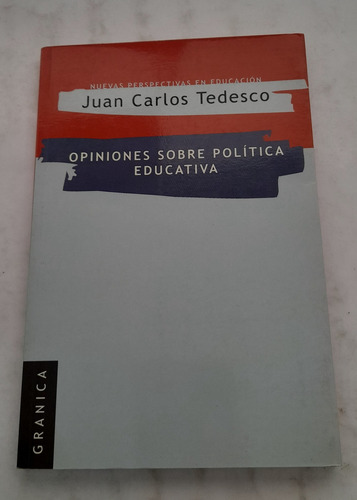 NUEVAS PERSPECTIVAS EN EDUCACIÓN
Juan Carlos Tedesco
OPINIONES SOBRE POLÍTICA
EDUCATIVA
GRANICA